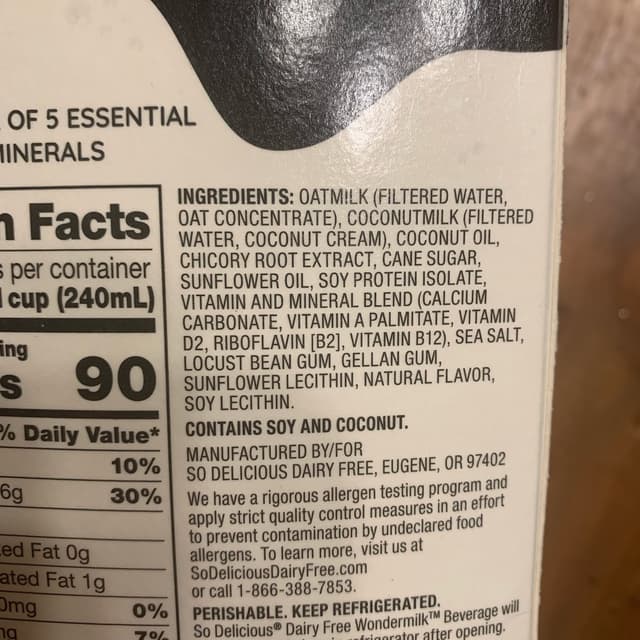 OF 5 ESSENTIAL
MINERALS
Facts
per container
cup (240mL)
90
% Daily Value*
10%
6g 30%
Fat 0g
Fat 1g
0%
7%
INGREDIENTS: OATMILK (FILTERED WATER,
OAT CONCENTRATE), COCONUTMILK (FILTERED
WATER, COCONUT CREAM), COCONUT OIL,
CHICORY ROOT EXTRACT, CANE SUGAR,
SUNFLOWER OIL, SOY PROTEIN ISOLATE,
VITAMIN AND MINERAL BLEND (CALCIUM
CARBONATE, VITAMIN A PALMITATE, VITAMIN
D2, RIBOFLAVIN [B2], VITAMIN B12), SEA SALT,
LOCUST BEAN GUM, GELLAN GUM,
SUNFLOWER LECITHIN, NATURAL FLAVOR,
SOY LECITHIN.
CONTAINS SOY AND COCONUT.
MANUFACTURED BY/FOR
SO DELICIOUS DAIRY FREE, EUGENE, OR 97402
We have a rigorous allergen testing program and
apply strict quality control measures in an effort
to prevent contamination by undeclared food
allergens. To learn more, visit us at
SoDeliciousDairyFree.com
or call 1-866-388-7853.
PERISHABLE. KEEP REFRIGERATED.
So Delicious® Dairy Free Wondermilk™ Beverage will
refrigerator after opening.